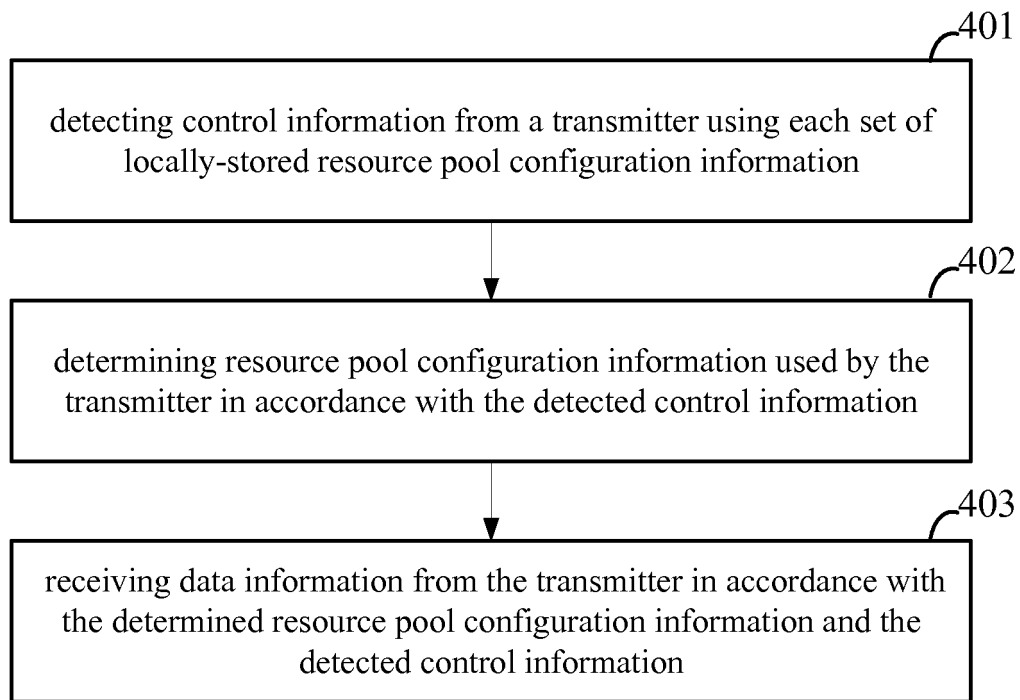 401
detecting control information from a transmitter using each set of
locally-stored resource pool configuration information
402
determining resource pool configuration information used by the
transmitter in accordance with the detected control information
403
receiving data information from the transmitter in accordance with
the determined resource pool configuration information and the
detected control information